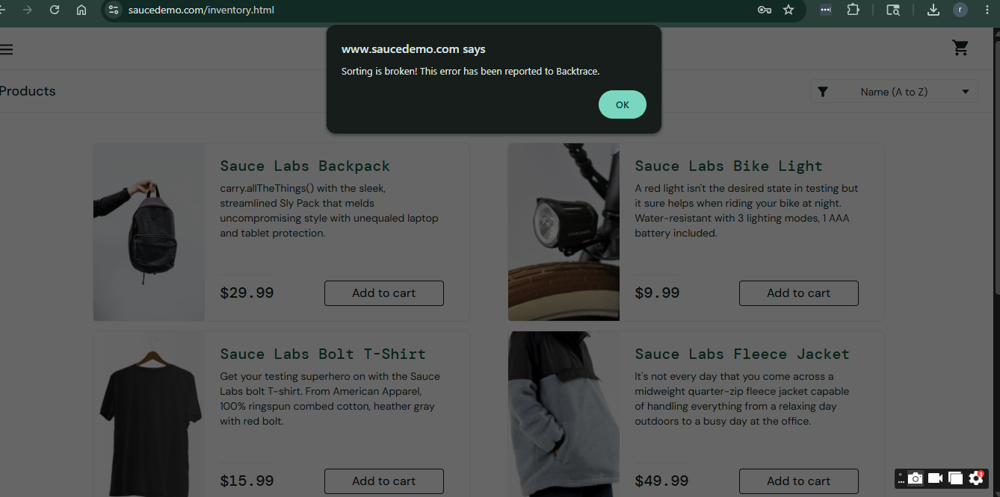 saucedemo.com/inventory.html
r
www.saucedemo.com says
Sorting is broken! This error has been reported to Backtrace.
OK
Products
Name (A to Z)
Sauce Labs Backpack
carry.allTheThings() with the sleek,
streamlined Sly Pack that melds
uncompromising style with unequaled laptop
and tablet protection.
$29.99
Add to cart
Sauce Labs Bike Light
A red light isn't the desired state in testing but
it sure helps when riding your bike at night.
Water-resistant with 3 lighting modes, 1 AAA
battery included.
$9.99
Add to cart
Sauce Labs Bolt T-Shirt
Get your testing superhero on with the Sauce
Labs bolt T-shirt. From American Apparel,
100% ringspun combed cotton, heather gray
with red bolt.
$15.99
Add to cart
Sauce Labs Fleece Jacket
It's not every day that you come across a
midweight quarter-zip fleece jacket capable
of handling everything from a relaxing day
outdoors to a busy day at the office.
$49.99
Add to cart
3